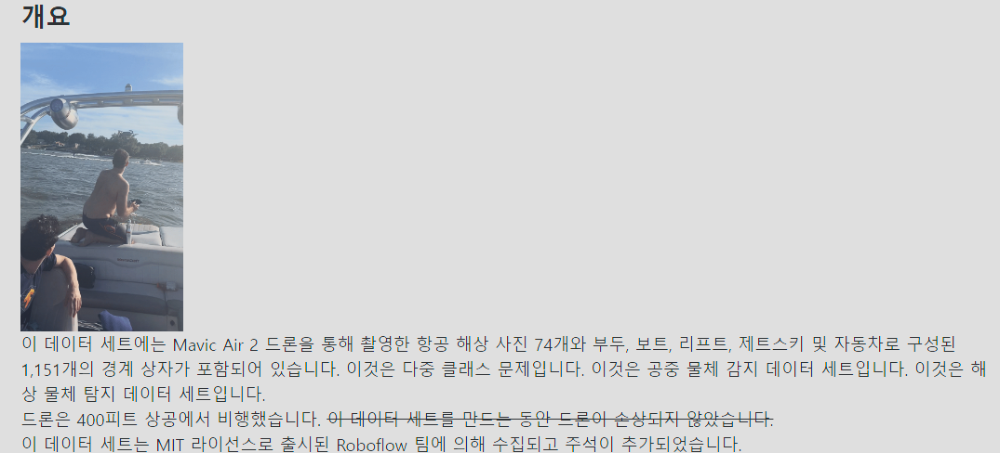 개요
이 데이터 세트에는 Mavic Air 2 드론을 통해 촬영한 항공 해상 사진 74개와 부두, 보트, 리프트, 제트스키 및 자동차로 구성된
1,151개의 경계 상자가 포함되어 있습니다. 이것은 다중 클래스 문제입니다. 이것은 공중 물체 감지 데이터 세트입니다. 이것은 해
상 물체 탐지 데이터 세트입니다.
드론은 400피트 상공에서 비행했습니다. 이 데이터 세트를 만드는 동안 드론이 손상되지 않았습니다.
이 데이터 세트는 MIT 라이선스로 출시된 Roboflow 팀에 의해 수집되고 주석이 추가되었습니다.